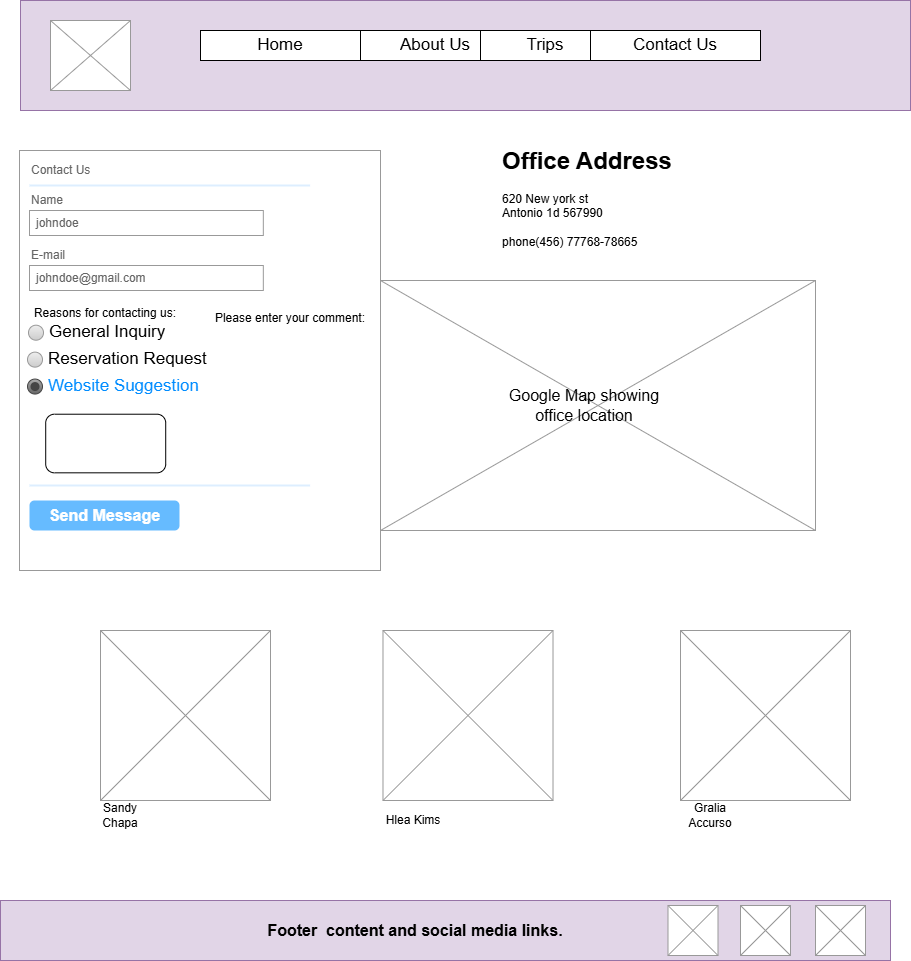 Home About Us Trips Contact Us
Contact Us
Name
johndoe
E-mail
johndoe@gmail.com
Reasons for contacting us:
Please enter your comment:
General Inquiry
Reservation Request
Website Suggestion
Send Message
Office Address
620 New york st
Antonio 1d 567990
phone(456) 77768-78665
Google Map showing
office location
Sandy
Chapa
Hlea Kims
Gralia
Accurso
Footer  content and social media links.